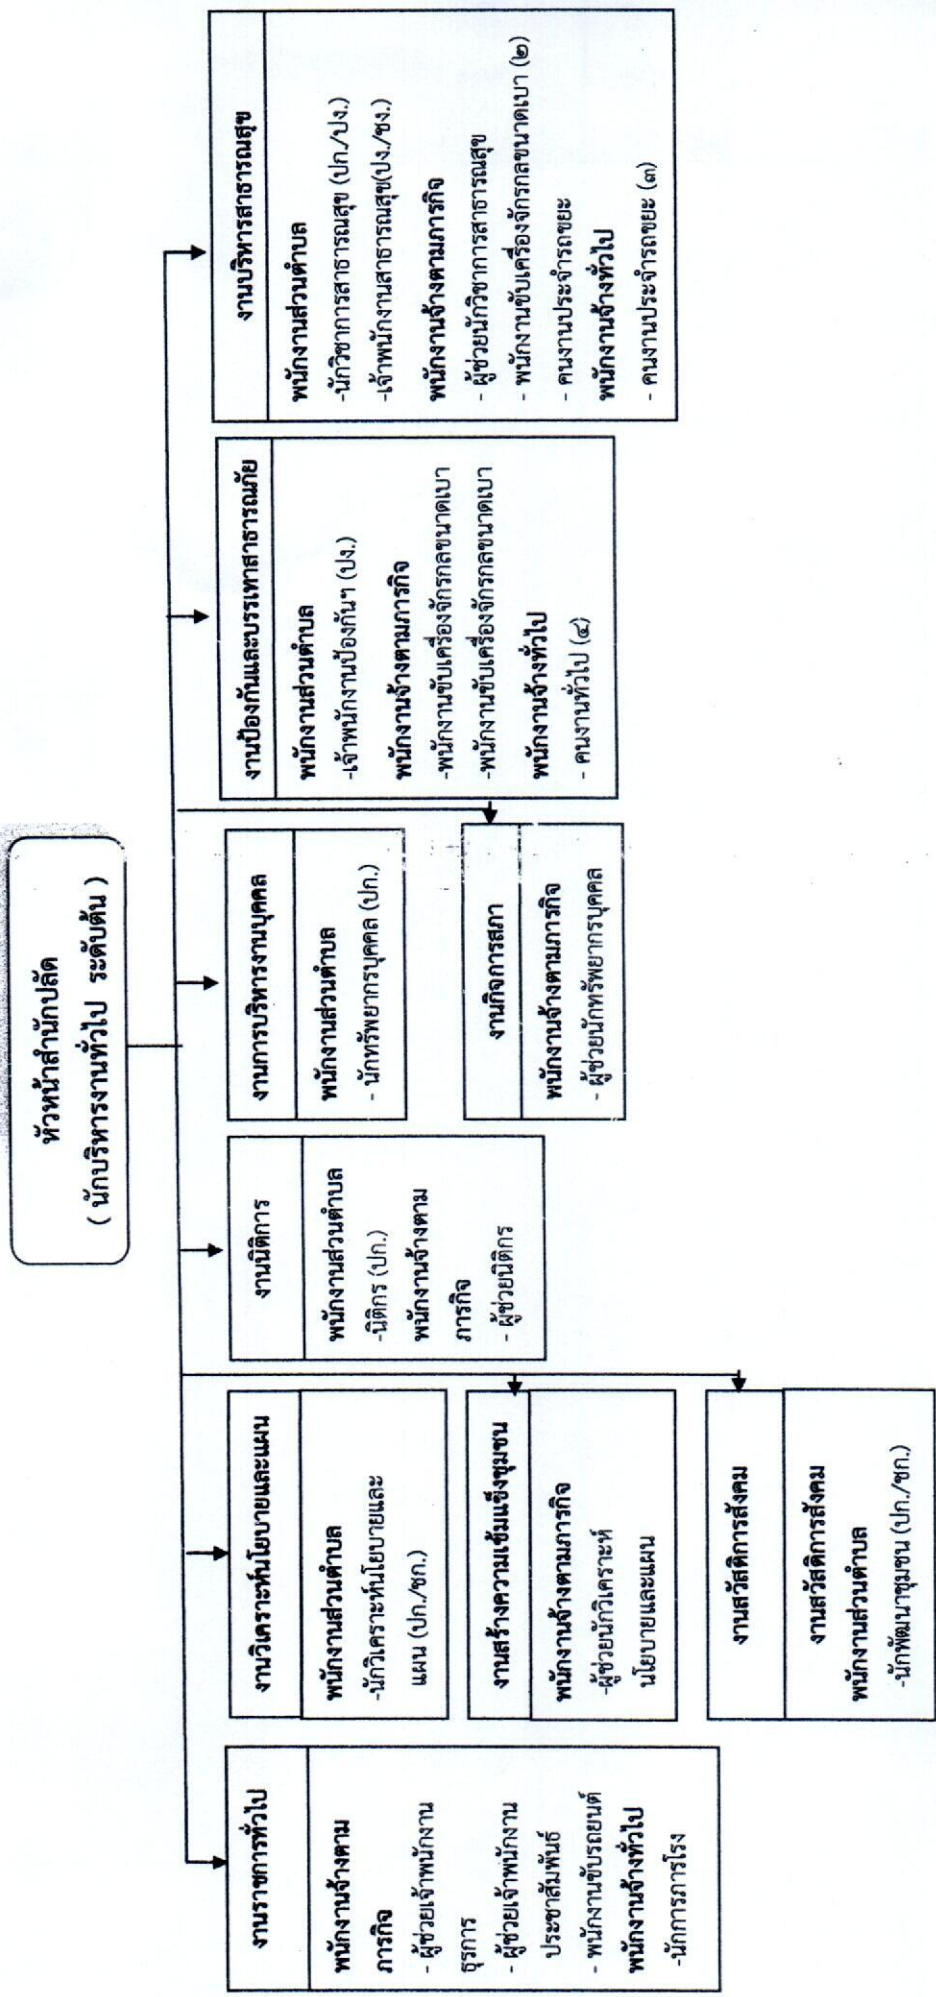 หัวหน้าสำนักปลัด
( นักบริหารงานทั่วไป ระดับต้น )
งานราชการทั่วไป
พนักงานจ้างตาม
ภารกิจ
- ผู้ช่วยเจ้าพนักงาน
ธุรการ
- ผู้ช่วยเจ้าพนักงาน
ประชาสัมพันธ์
- พนักงานขับรถยนต์
พนักงานจ้างทั่วไป
-นักการภารโรง
งานวิเคราะห์นโยบายและแผน
พนักงานส่วนตำบล
-นักวิเคราะห์นโยบายและ
แผน (ปก./ชก.)
งานสร้างความเข้มแข็งชุมชน
พนักงานจ้างตามภารกิจ
-ผู้ช่วยนักวิเคราะห์
นโยบายและแผน
งานสวัสดิการสังคม
งานสวัสดิการสังคม
พนักงานส่วนตำบล
-นักพัฒนาชุมชน (ปก./ชก.)
งานนิติการ
พนักงานส่วนตำบล
-นิติกร (ปก.)
พนักงานจ้างตาม
ภารกิจ
- ผู้ช่วยนิติกร
งานการบริหารงานบุคคล
พนักงานส่วนตำบล
- นักทรัพยากรบุคคล (ปก.)
งานกิจการสภา
พนักงานจ้างตามภารกิจ
- ผู้ช่วยนักทรัพยากรบุคคล
งานป้องกันและบรรเทาสาธารณภัย
พนักงานส่วนตำบล
-เจ้าพนักงานป้องกันฯ (ปง.)
พนักงานจ้างตามภารกิจ
-พนักงานขับเครื่องจักรกลขนาดเบา
-พนักงานขับเครื่องจักรกลขนาดเบา
พนักงานจ้างทั่วไป
- คนงานทั่วไป (๔)
งานบริหารสาธารณสุข
พนักงานส่วนตำบล
-นักวิชาการสาธารณสุข (ปก./ปง.)
-เจ้าพนักงานสาธารณสุข(ปง./ชง.)
พนักงานจ้างตามภารกิจ
- ผู้ช่วยนักวิชาการสาธารณสุข
- พนักงานขับเครื่องจักรกลขนาดเบา (๒)
- คนงานประจำรถขยะ
พนักงานจ้างทั่วไป
- คนงานประจำรถขยะ (๓)